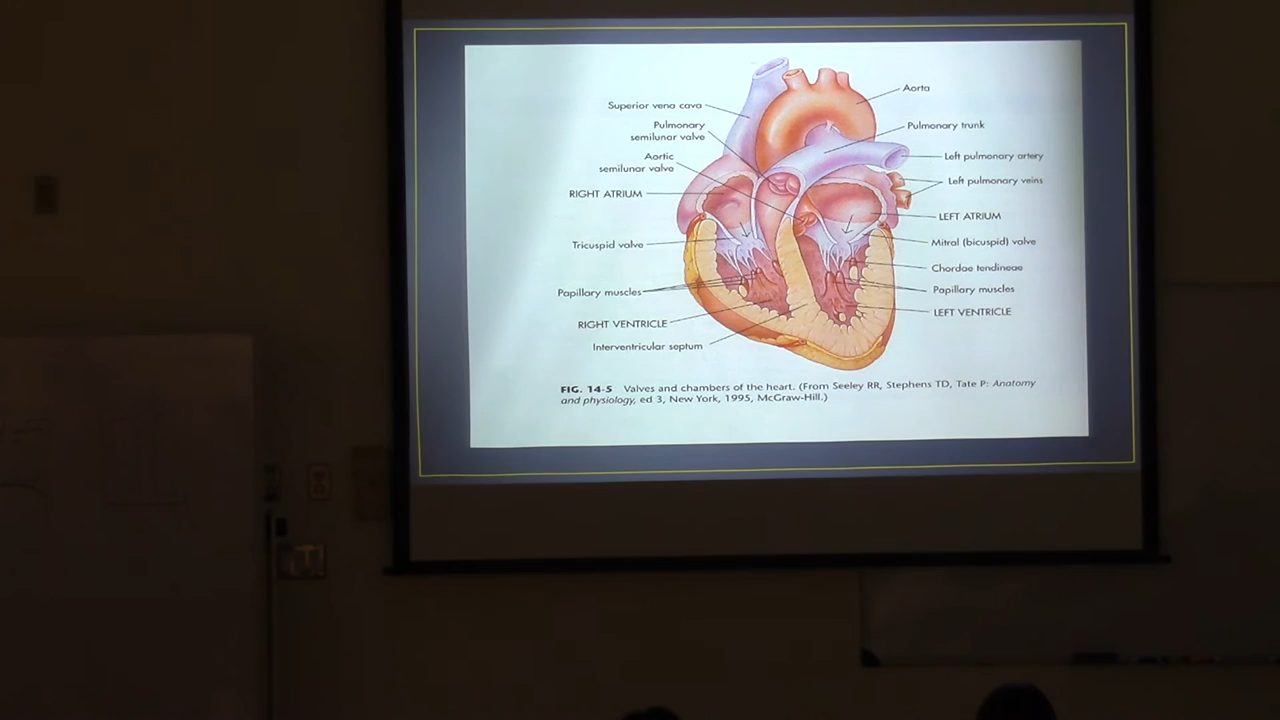 Superior vena cava
Pulmonary
semilunar valve
Aortic
semilunar valve
RIGHT ATRIUM
Tricuspid valve
Papillary muscles
RIGHT VENTRICLE
Interventricular septum
Aorta
Pulmonary trunk
Left pulmonary artery
Left pulmonary veins
LEFT ATRIUM
Mitral (bicuspid) valve
Chordae tendineae
Papillary muscles
LEFT VENTRICLE
FIG. 14-5 Valves and chambers of the heart. (From Seeley RR, Stephens TD, Tate P: Anatomy
and physiology, ed 3, New York, 1995, McGraw-Hill.)